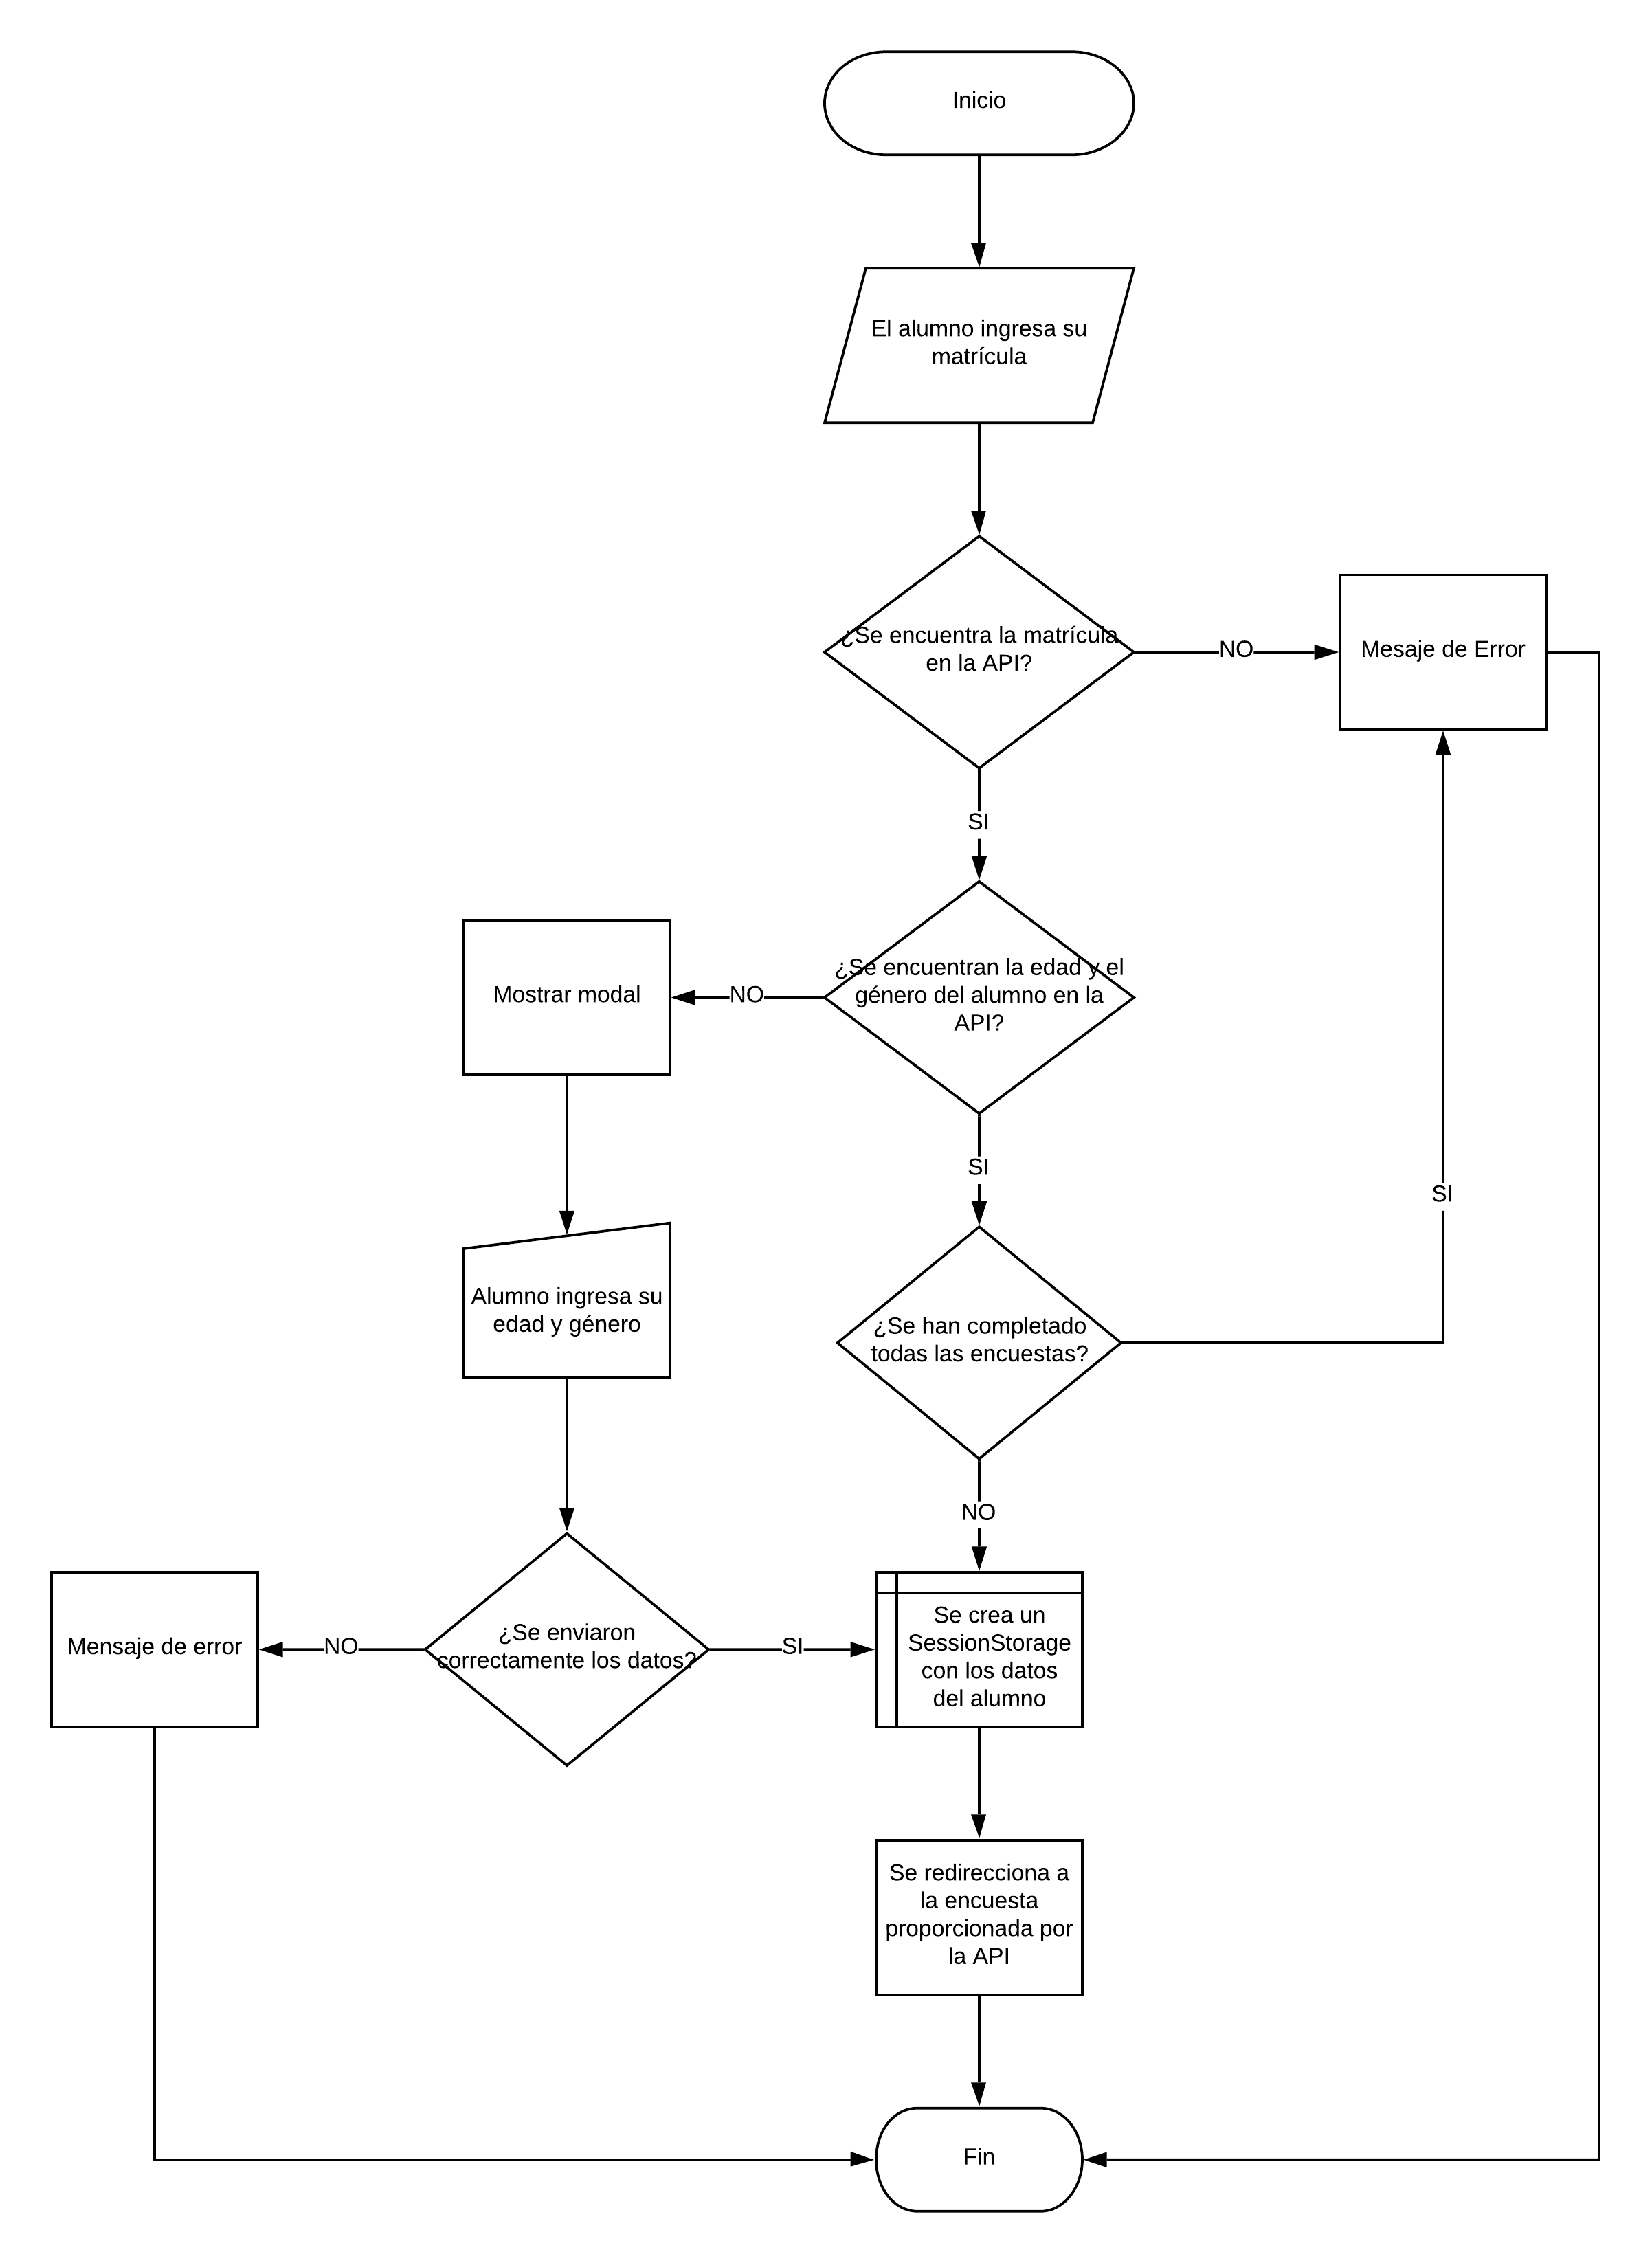 Inicio
El alumno ingresa su
matrícula
¿Se encuentra la matrícula
en la API?
NO
Mesaje de Error
SI
¿Se encuentran la edad y el
género del alumno en la
API?
NO
Mostrar modal
SI
SI
Alumno ingresa su
edad y género
¿Se han completado
todas las encuestas?
NO
Mensaje de error
NO
¿Se enviaron
correctamente los datos?
SI
Se crea un
SessionStorage
con los datos
del alumno
Se redirecciona a
la encuesta
proporcionada por
la API
Fin